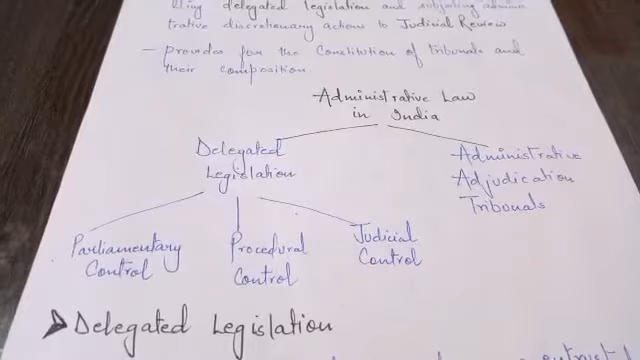 delegated legislation and subjecting
trative discretionary actions to Judicial Review
- provides for the Constitution of tribunals and
their composition.
Administrative Law
in India
Delegated
Legislation
Administrative
Adjudication
Tribunals
Parliamentary
Control
Procedural
Control
Judicial
Control
➤ Delegated Legislation
entrust